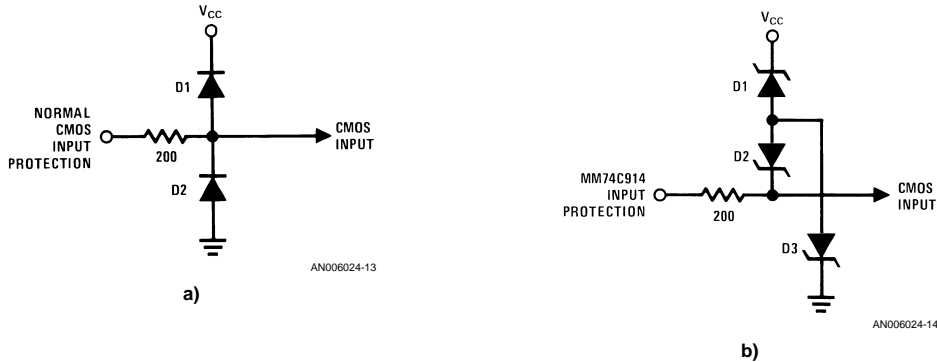 VCC
D1
NORMAL
CMOS
INPUT
PROTECTION
200
CMOS
INPUT
D2
AN006024-13
a)
VCC
D1
D2
MM74C914
INPUT
PROTECTION
200
CMOS
INPUT
D3
AN006024-14
b)